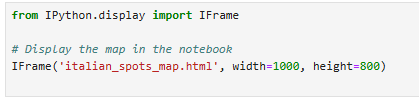 from IPython.display import IFrame
# Display the map in the notebook
IFrame('italian_spots_map.html', width=1000, height=800)